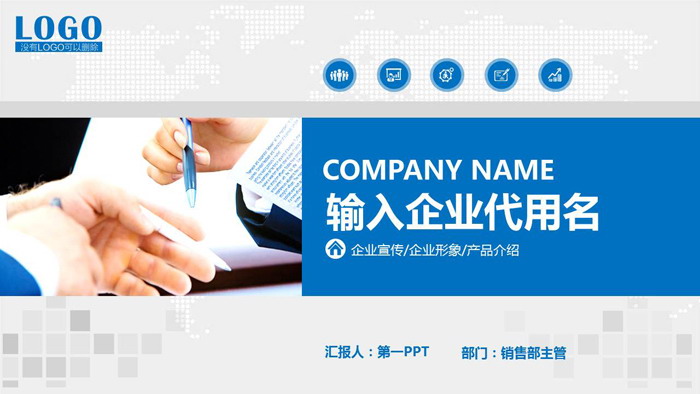 LOGO
没有LOGO可以删除
COMPANY NAME
输入企业代用名
企业宣传/企业形象/产品介绍
汇报人：第一PPT
部门：销售部主管